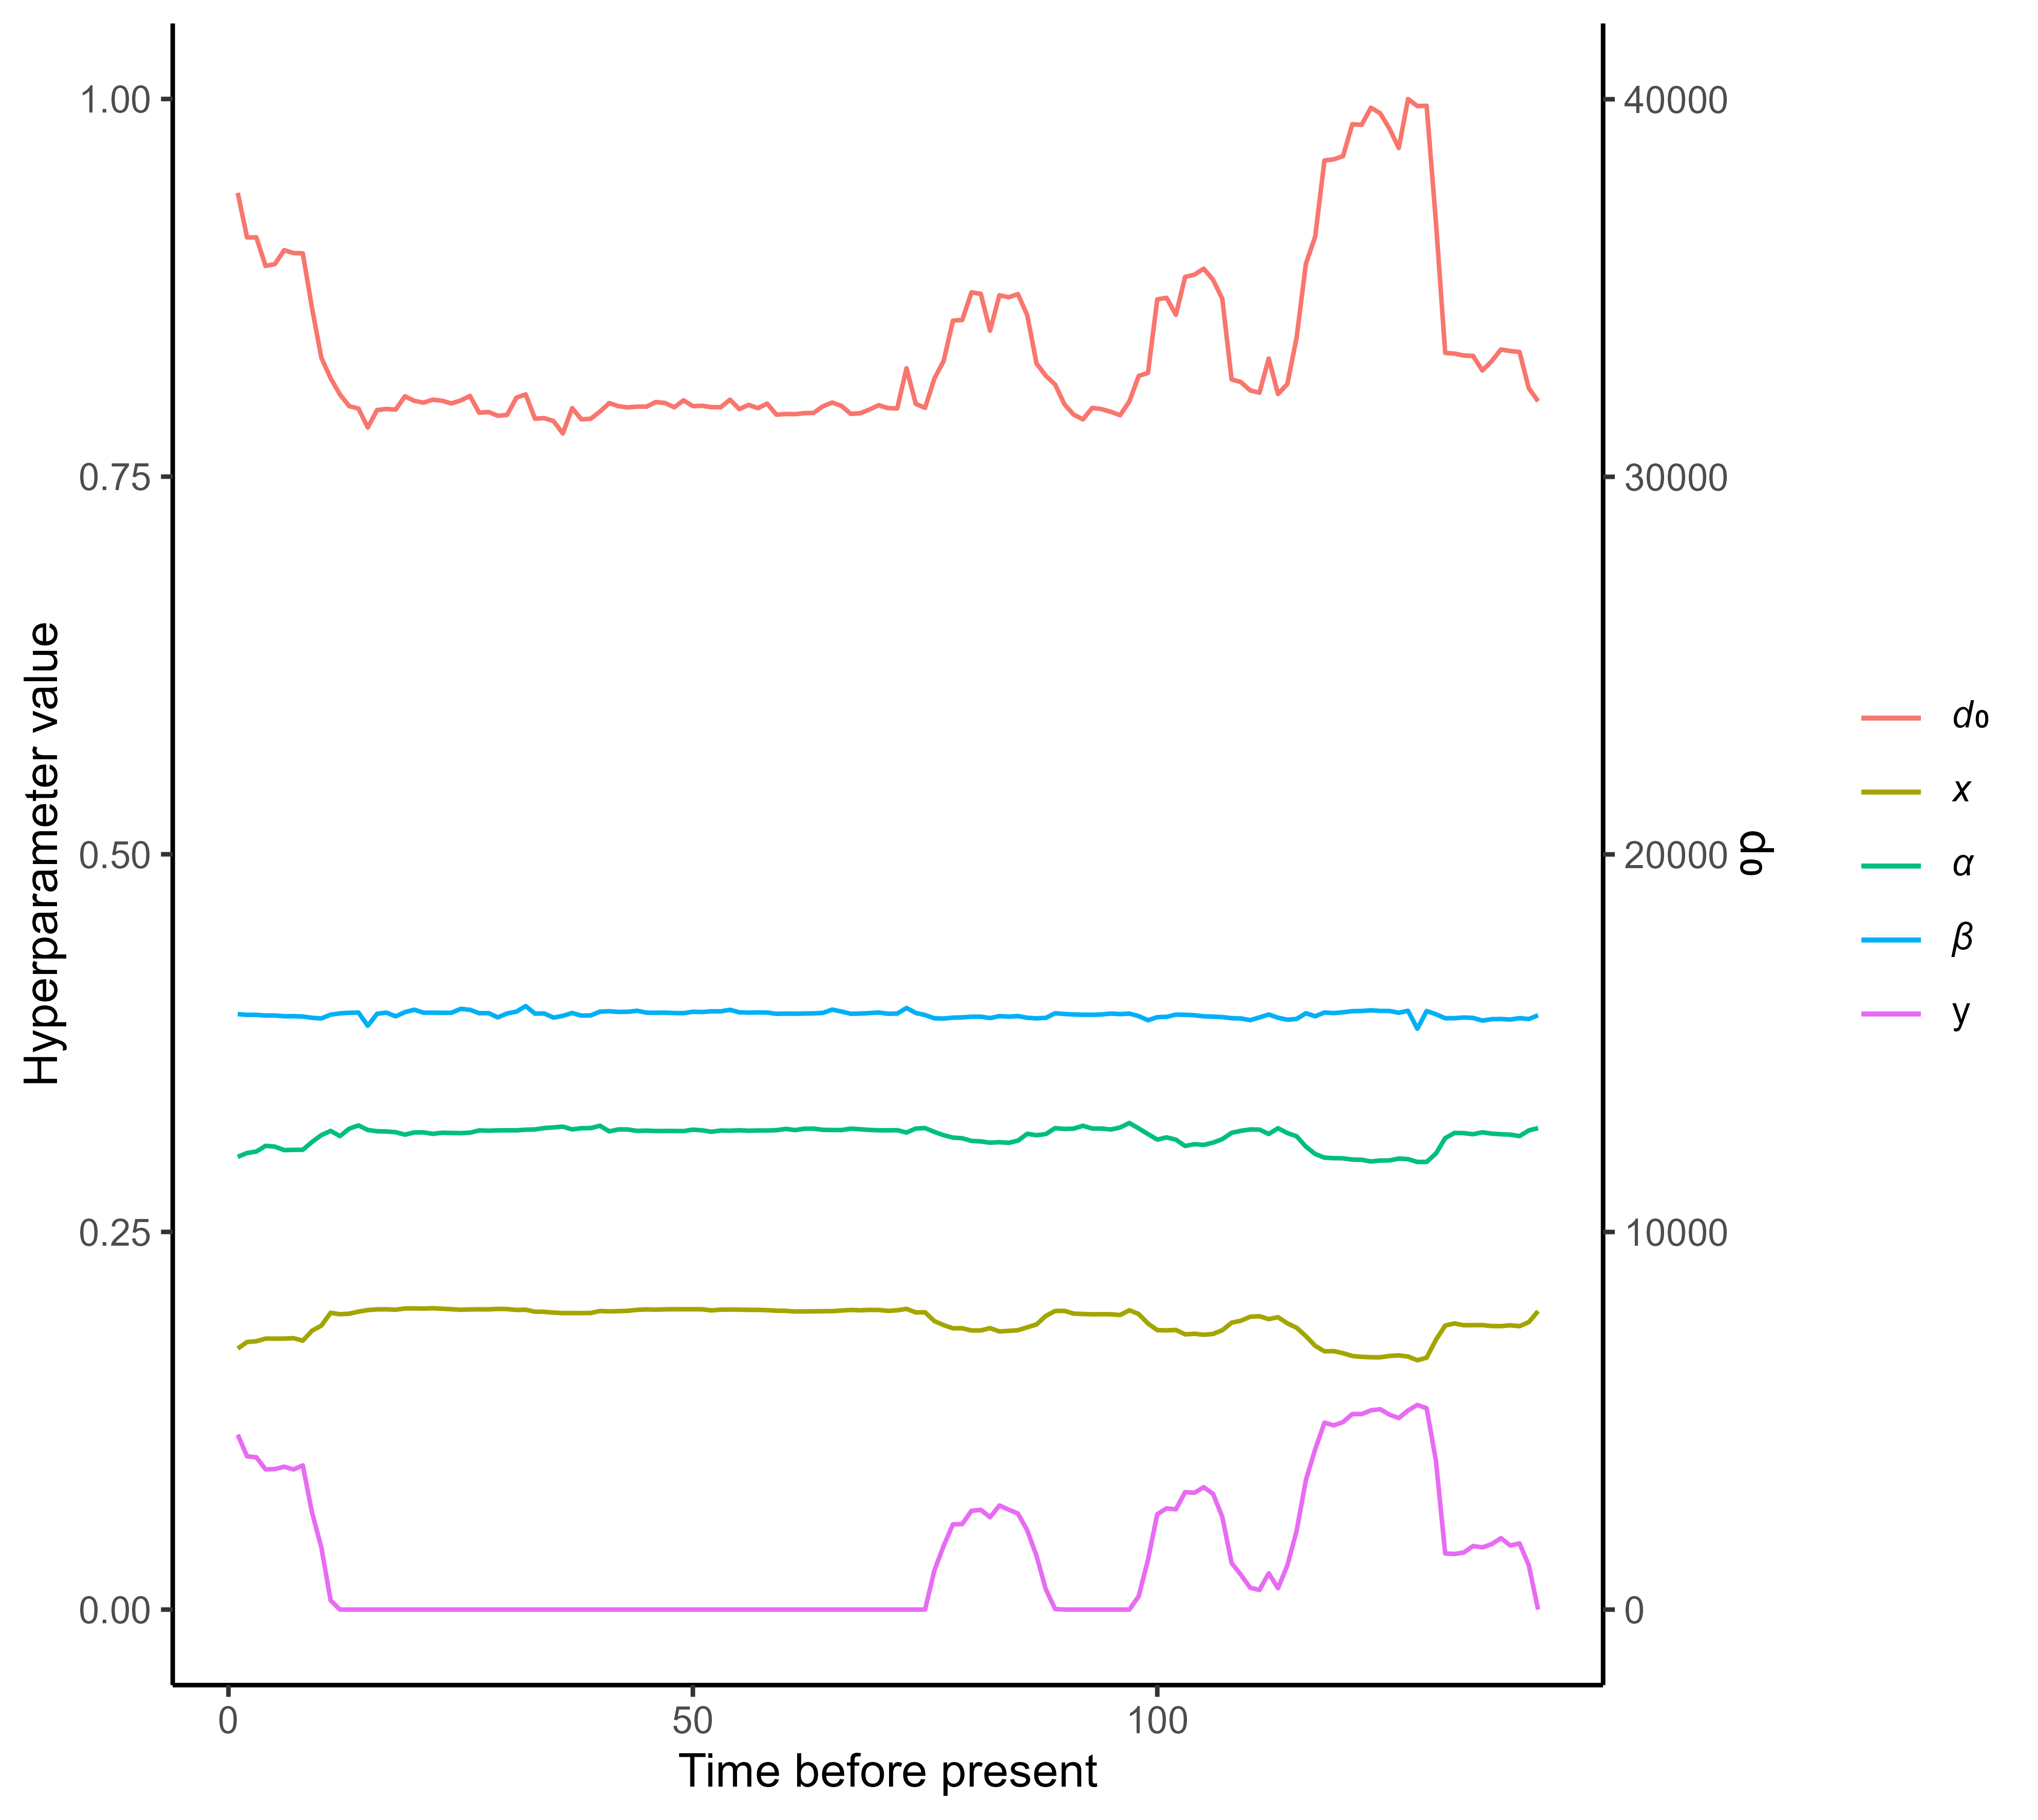 Hyperparameter value
1.00
0.75
0.50
0.25
0.00
0
50
100
Time before present
40000
30000
20000
10000
0
d0
d0
x
α
β
y